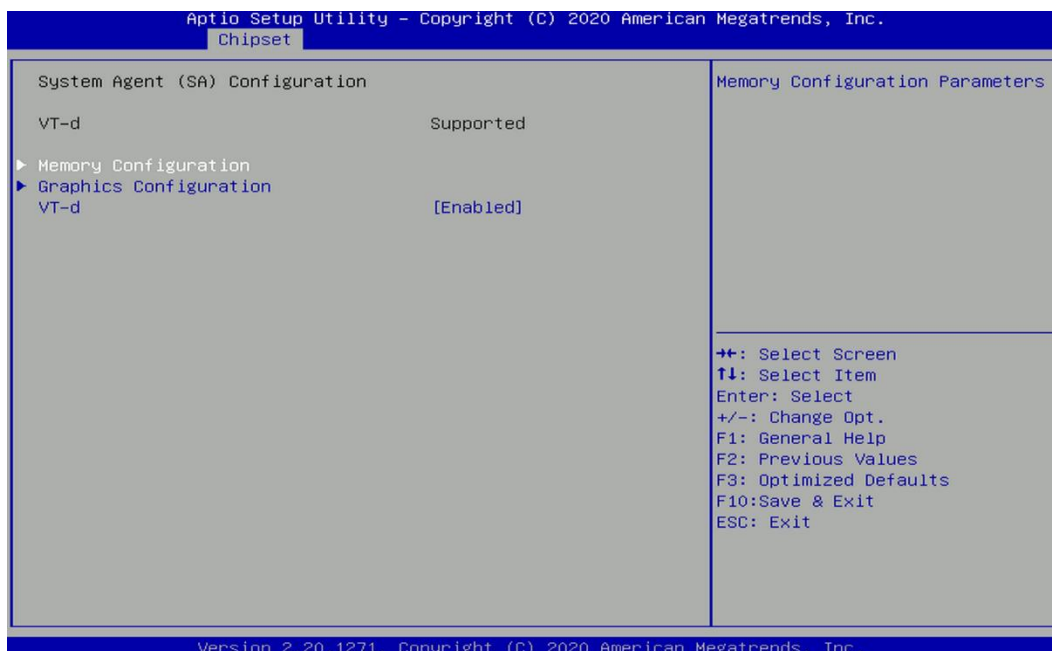 Aptio Setup Utility – Copyright (C) 2020 American Megatrends, Inc.
Chipset
System Agent (SA) Configuration
VT-d Supported
Memory Configuration
Graphics Configuration
VT-d [Enabled]
Memory Configuration Parameters
→←: Select Screen
↑↓: Select Item
Enter: Select
+/-: Change Opt.
F1: General Help
F2: Previous Values
F3: Optimized Defaults
F10:Save & Exit
ESC: Exit
Version 2.20.1271. Copyright (C) 2020 American Megatrends, Inc.